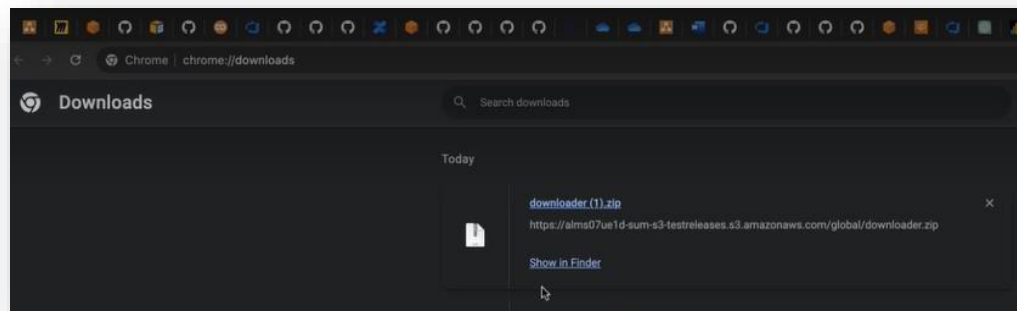 Chrome | chrome://downloads
Downloads
Search downloads
Today
downloader (1).zip
https://alms07ue1d-sum-s3-testreleases.s3.amazonaws.com/global/downloader.zip
Show in Finder